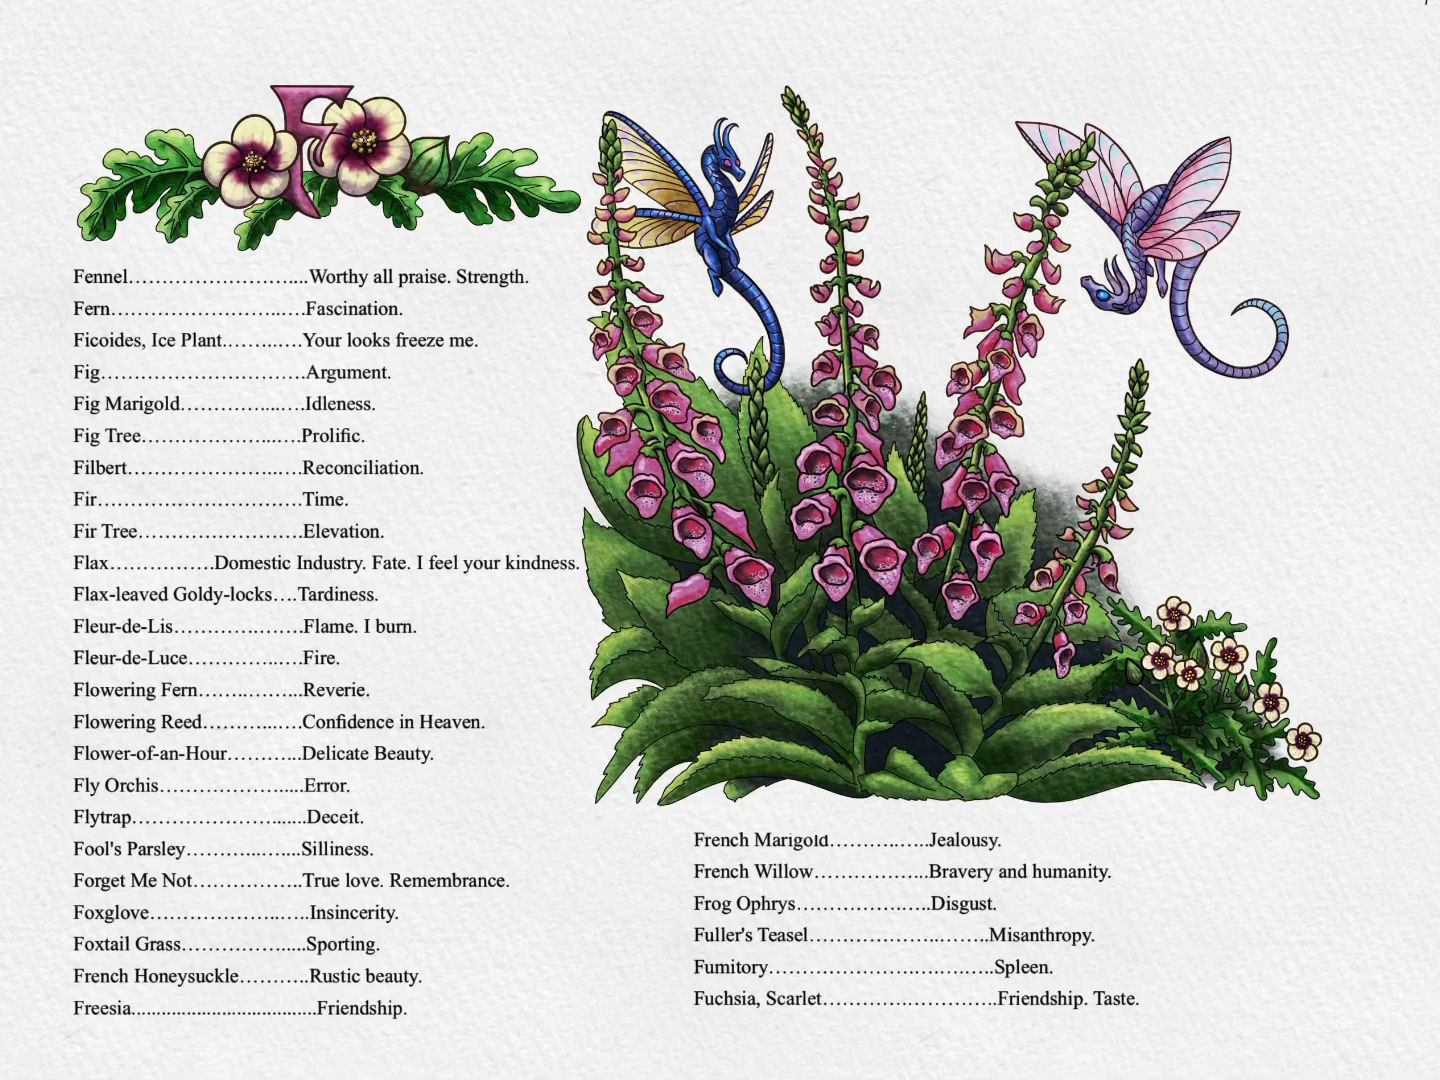 F
Fennel……………………....Worthy all praise. Strength.
Fern……………………...….Fascination.
Ficoides, Ice Plant.……..….Your looks freeze me.
Fig………………………….Argument.
Fig Marigold…………....….Idleness.
Fig Tree………………...….Prolific.
Filbert…………………..….Reconciliation.
Fir………………………….Time.
Fir Tree…………………….Elevation.
Flax…………….Domestic Industry. Fate. I feel your kindness.
Flax-leaved Goldy-locks….Tardiness.
Fleur-de-Lis………….…….Flame. I burn.
Fleur-de-Luce…………..….Fire.
Flowering Fern…….……...Reverie.
Flowering Reed………...….Confidence in Heaven.
Flower-of-an-Hour………...Delicate Beauty.
Fly Orchis……………….....Error.
Flytrap………………….......Deceit.
Fool's Parsley………..…....Silliness.
Forget Me Not……………..True love. Remembrance.
Foxglove………………..…..Insincerity.
Foxtail Grass…………….....Sporting.
French Honeysuckle………..Rustic beauty.
Freesia.....................................Friendship.
French Marigold……….…...Jealousy.
French Willow……………...Bravery and humanity.
Frog Ophrys……………….…..Disgust.
Fuller's Teasel………………..……..Misanthropy.
Fumitory………………….….….…..Spleen.
Fuchsia, Scarlet……………………….Friendship. Taste.